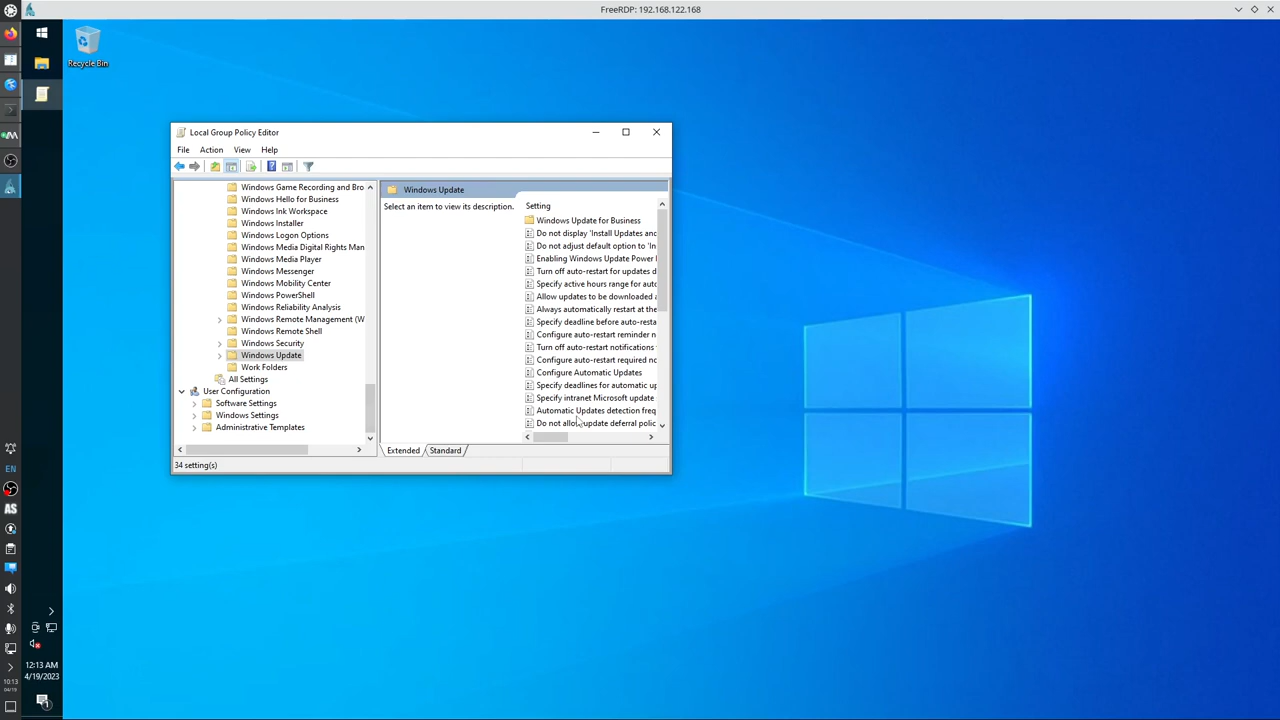 FreeRDP: 192.168.122.168
Recycle Bin
Local Group Policy Editor
File Action View Help
Windows Game Recording and Bro
Windows Hello for Business
Windows Ink Workspace
Windows Installer
Windows Logon Options
Windows Media Digital Rights Man
Windows Media Player
Windows Messenger
Windows Mobility Center
Windows PowerShell
Windows Reliability Analysis
Windows Remote Management (W
Windows Remote Shell
Windows Security
Windows Update
Work Folders
All Settings
User Configuration
Software Settings
Windows Settings
Administrative Templates
Windows Update
Select an item to view its description.
Setting
Windows Update for Business
Do not display 'Install Updates and
Do not adjust default option to 'In
Enabling Windows Update Power
Turn off auto-restart for updates d
Specify active hours range for auto
Allow updates to be downloaded a
Always automatically restart at the
Specify deadline before auto-resta
Configure auto-restart reminder n
Turn off auto-restart notifications
Configure auto-restart required no
Configure Automatic Updates
Specify deadlines for automatic up
Specify intranet Microsoft update
Automatic Updates detection freq
Do not allow update deferral polic
Extended Standard
34 setting(s)
EN
AS
10:13
04/19
12:13 AM
4/19/2023
1